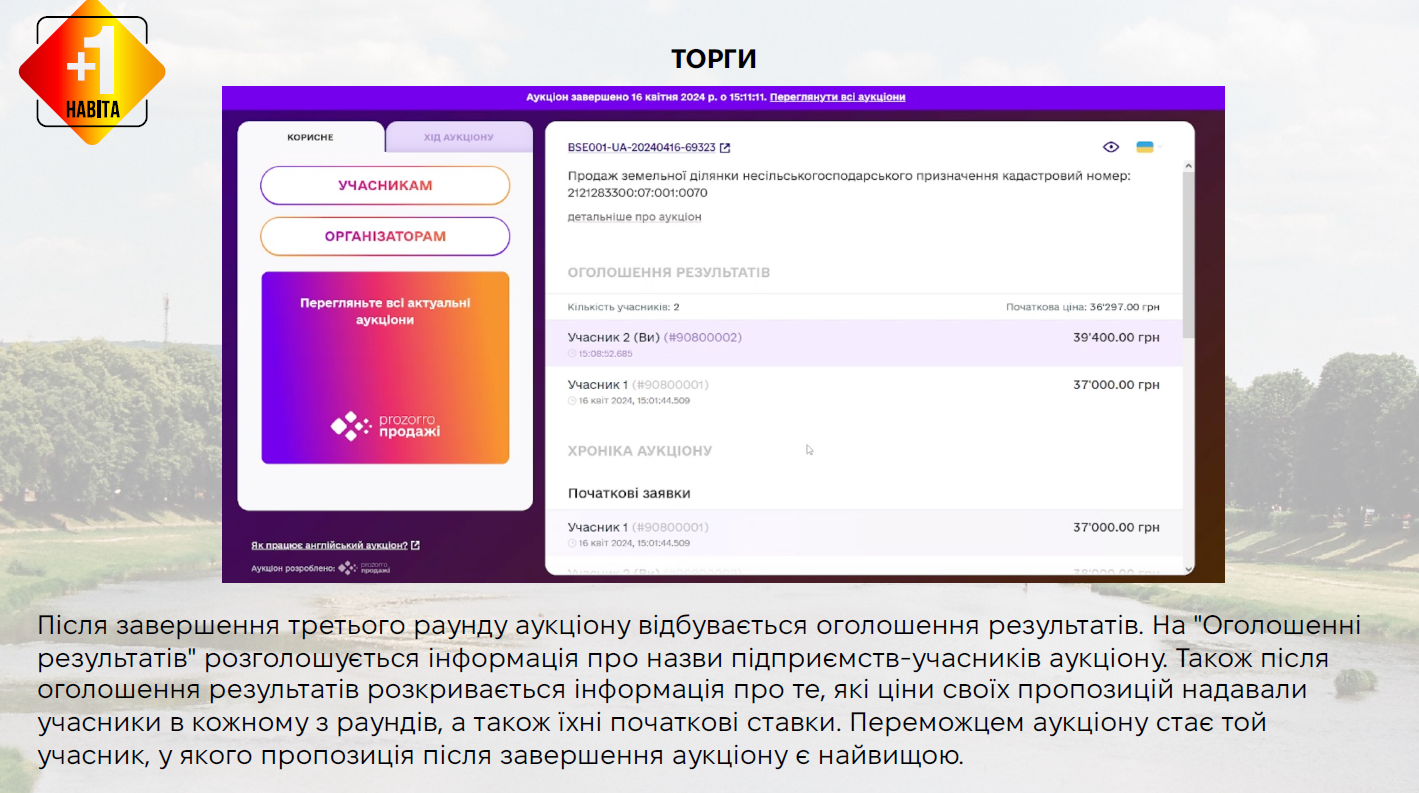 +1
НАВІТА
ТОРГИ
Аукціон завершено 16 квітня 2024 р. о 15:11:11. Переглянути всі аукціони
КОРИСНЕ
ХІД АУКЦІОНУ
УЧАСНИКАМ
ОРГАНІЗАТОРАМ
Перегляньте всі актуальні
аукціони
prozorro
продажі
Як працює англійський аукціон?
Аукціон розроблено: prozorro
продажі
BSE001-UA-20240416-69323
Продаж земельної ділянки несільськогосподарського призначення кадастровий номер:
2121283300:07:001:0070
детальніше про аукціон
ОГОЛОШЕННЯ РЕЗУЛЬТАТІВ
Кількість учасників: 2 Початкова ціна: 36'297.00 грн
Учасник 2 (Ви) (#90800002) 39'400.00 грн
15:08:52.685
Учасник 1 (#90800001) 37'000.00 грн
16 квіт 2024, 15:01:44.509
ХРОНІКА АУКЦІОНУ
Початкові заявки
Учасник 1 (#90800001) 37'000.00 грн
16 квіт 2024, 15:01:44.509
Учасник 2 (Ви)
Після завершення третього раунду аукціону відбувається оголошення результатів. На "Оголошенні
результатів" розголошується інформація про назви підприємств-учасників аукціону. Також після
оголошення результатів розкривається інформація про те, які ціни своїх пропозицій надавали
учасники в кожному з раундів, а також їхні початкові ставки. Переможцем аукціону стає той
учасник, у якого пропозиція після завершення аукціону є найвищою.